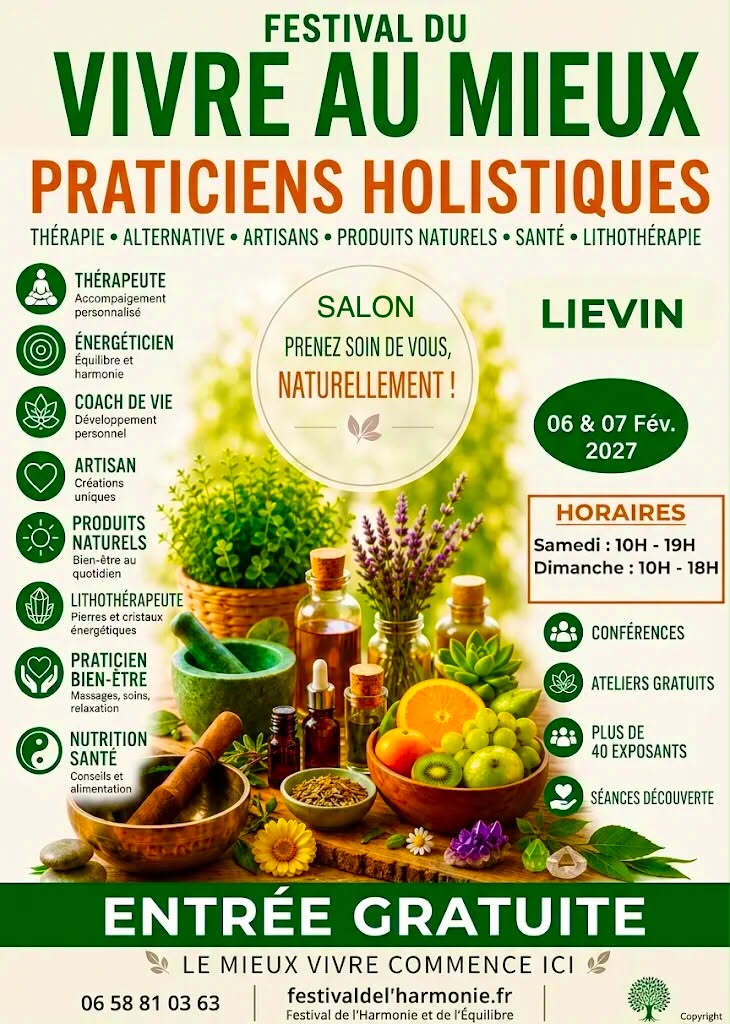 FESTIVAL DU
VIVRE AU MIEUX
PRATICIENS HOLISTIQUES
THÉRAPIE • ALTERNATIVE • ARTISANS • PRODUITS NATURELS • SANTÉ • LITHOTHÉRAPIE
THÉRAPEUTE
Accompaigement
personnalisé
ÉNERGÉTICIEN
Équilibre et
harmonie
COACH DE VIE
Développement
personnel
ARTISAN
Créations
uniques
PRODUITS
NATURELS
Bien-être au
quotidien
LITHOTHÉRAPEUTE
Pierres et cristaux
énergétiques
PRATICIEN
BIEN-ÊTRE
Massages, soins,
relaxation
NUTRITION
SANTÉ
Conseils et
alimentation
SALON
PRENEZ SOIN DE VOUS,
NATURELLEMENT !
LIEVIN
06 & 07 Fév.
2027
HORAIRES
Samedi : 10H - 19H
Dimanche : 10H - 18H
CONFÉRENCES
ATELIERS GRATUITS
PLUS DE
40 EXPOSANTS
SÉANCES DÉCOUVERTE
ENTRÉE GRATUITE
LE MIEUX VIVRE COMMENCE ICI
06 58 81 03 63
festivaldel'harmonie.fr
Festival de l'Harmonie et de l'Équilibre
Copyright